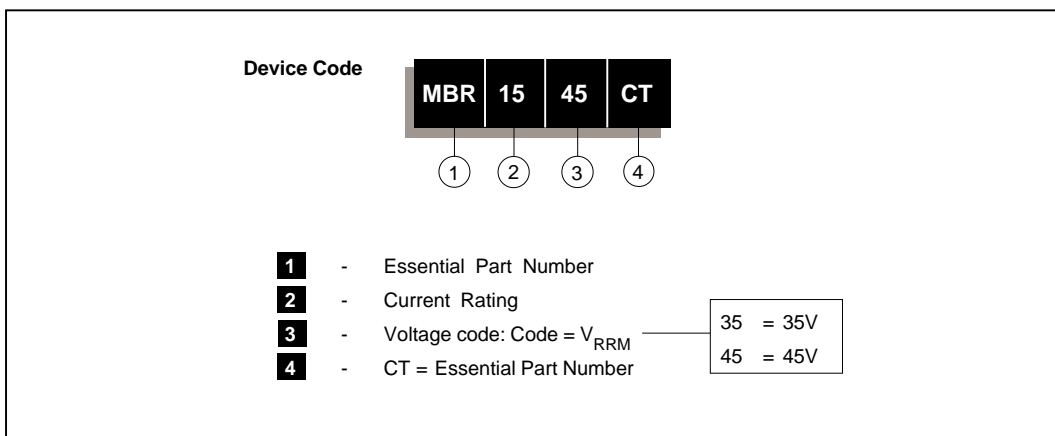 Device Code
MBR 15 45 CT
1 2 3 4
1 - Essential Part Number
2 - Current Rating
3 - Voltage code: Code = VRRM
35 = 35V
45 = 45V
4 - CT = Essential Part Number